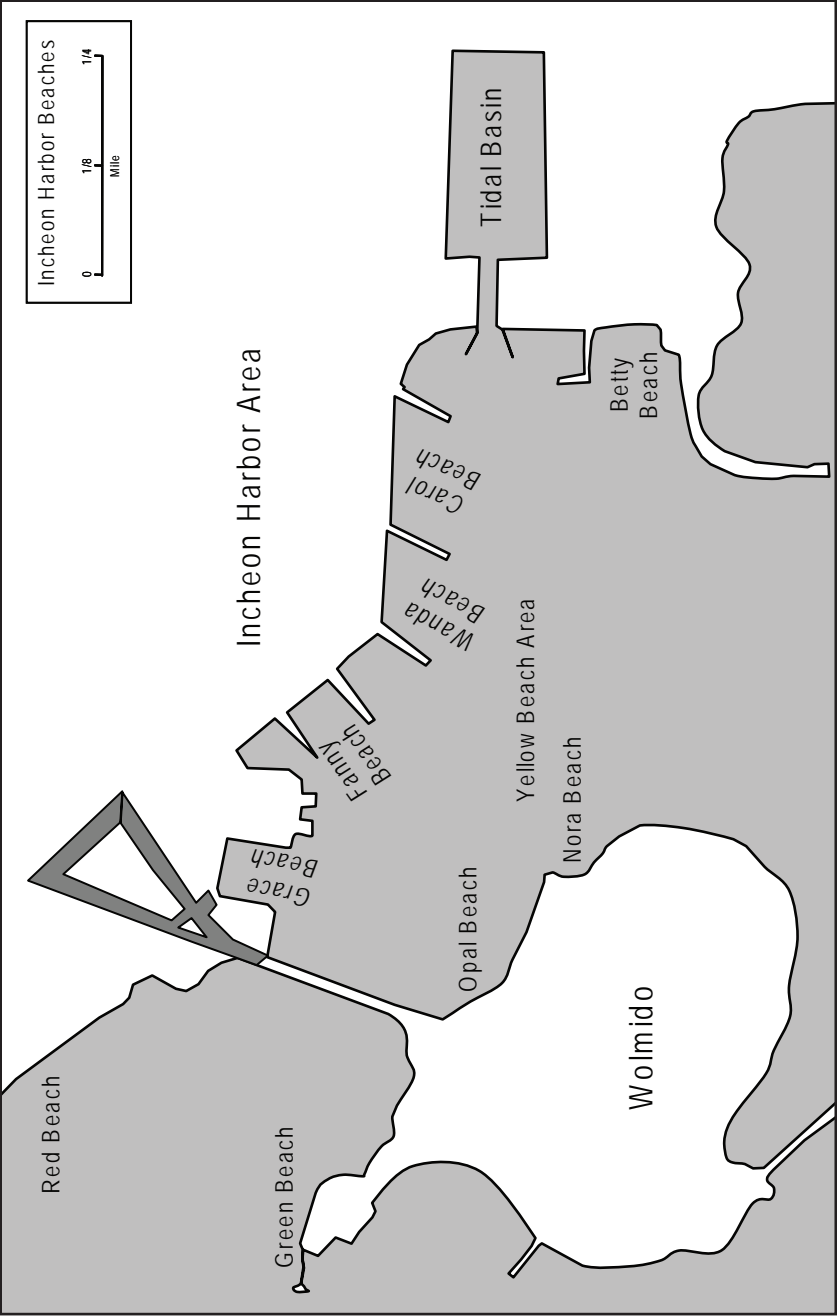 Incheon Harbor Beaches
0 1/8 1/4
Mile
Incheon Harbor Area
Tidal Basin
Red Beach
Green Beach
Grace
Beach
Fanny
Beach
Wanda
Beach
Carol
Beach
Betty
Beach
Opal Beach
Yellow Beach Area
Nora Beach
Wolmido